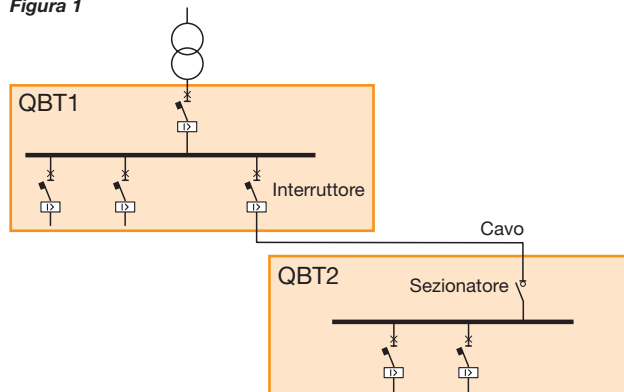 Figura 1
QBT1
I>
I>
I>
I>
Interruttore
Cavo
QBT2
Sezionatore
I>
I>